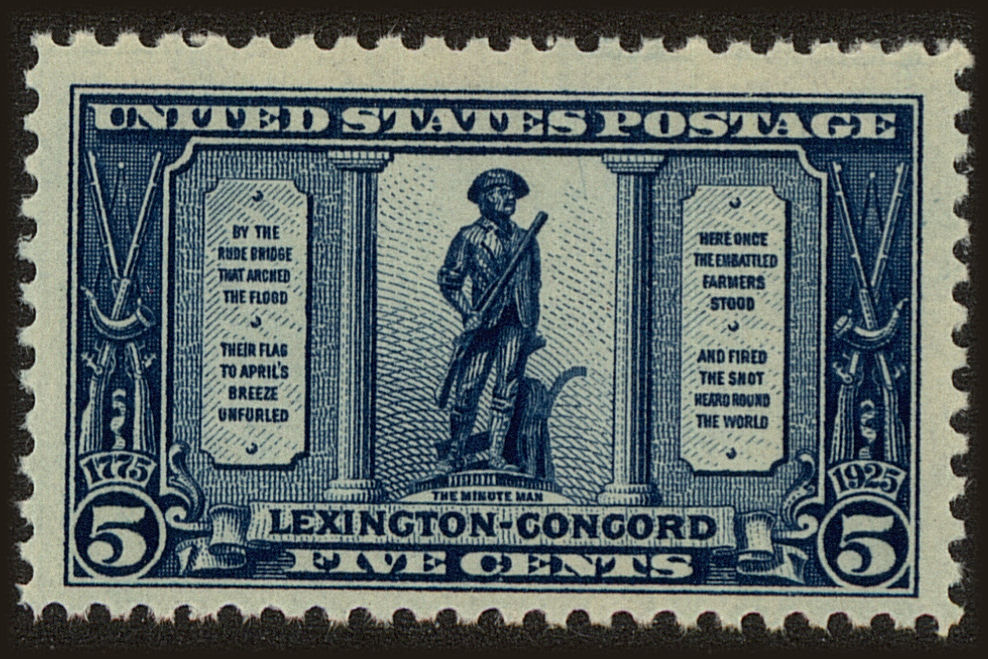 UNITED STATES POSTAGE
BY THE
RUDE BRIDGE
THAT ARCHED
THE FLOOD
THEIR FLAG
TO APRIL'S
BREEZE
UNFURLED
HERE ONCE
THE EMBATTLED
FARMERS
STOOD
AND FIRED
THE SHOT
HEARD ROUND
THE WORLD
1775
1925
THE MINUTE MAN
LEXINGTON-CONCORD
5
FIVE CENTS
5